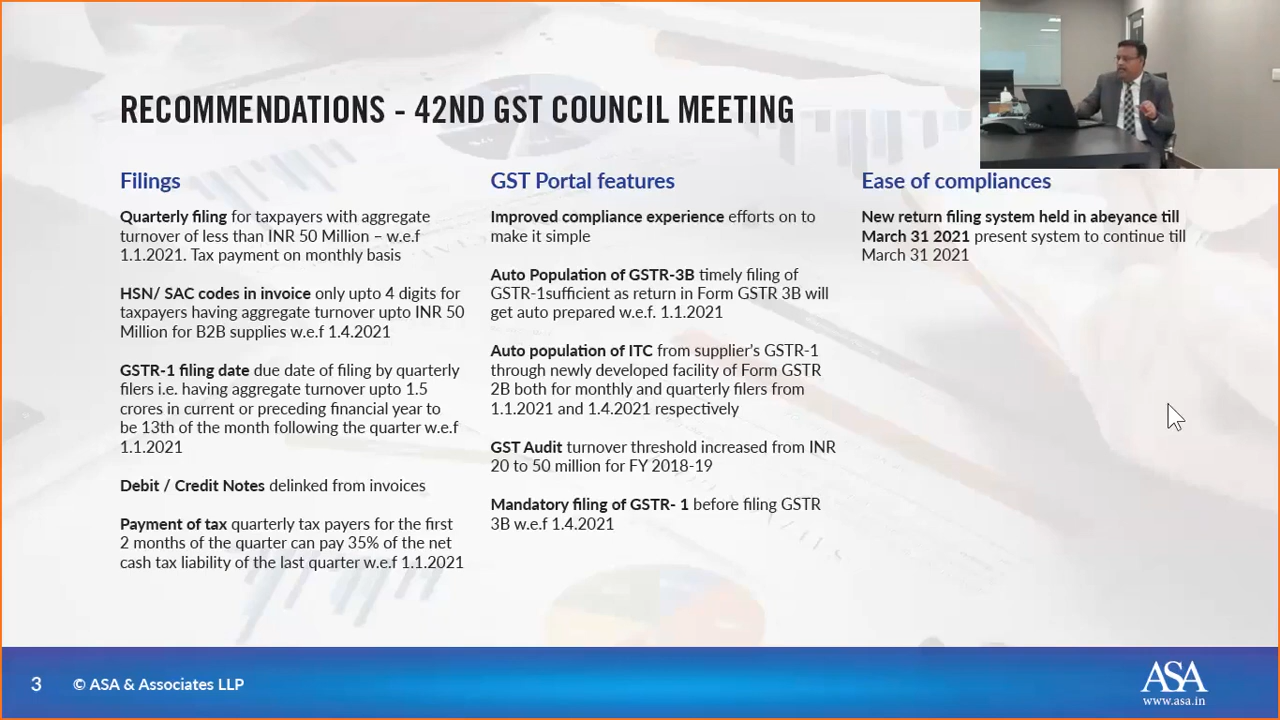 RECOMMENDATIONS - 42ND GST COUNCIL MEETING
Filings
Quarterly filing for taxpayers with aggregate
turnover of less than INR 50 Million – w.e.f
1.1.2021. Tax payment on monthly basis
HSN/ SAC codes in invoice only upto 4 digits for
taxpayers having aggregate turnover upto INR 50
Million for B2B supplies w.e.f 1.4.2021
GSTR-1 filing date due date of filing by quarterly
filers i.e. having aggregate turnover upto 1.5
crores in current or preceding financial year to
be 13th of the month following the quarter w.e.f
1.1.2021
Debit / Credit Notes delinked from invoices
Payment of tax quarterly tax payers for the first
2 months of the quarter can pay 35% of the net
cash tax liability of the last quarter w.e.f 1.1.2021
GST Portal features
Improved compliance experience efforts on to
make it simple
Auto Population of GSTR-3B timely filing of
GSTR-1sufficient as return in Form GSTR 3B will
get auto prepared w.e.f. 1.1.2021
Auto population of ITC from supplier's GSTR-1
through newly developed facility of Form GSTR
2B both for monthly and quarterly filers from
1.1.2021 and 1.4.2021 respectively
GST Audit turnover threshold increased from INR
20 to 50 million for FY 2018-19
Mandatory filing of GSTR- 1 before filing GSTR
3B w.e.f 1.4.2021
Ease of compliances
New return filing system held in abeyance till
March 31 2021 present system to continue till
March 31 2021
3 © ASA & Associates LLP
ASA
www.asa.in